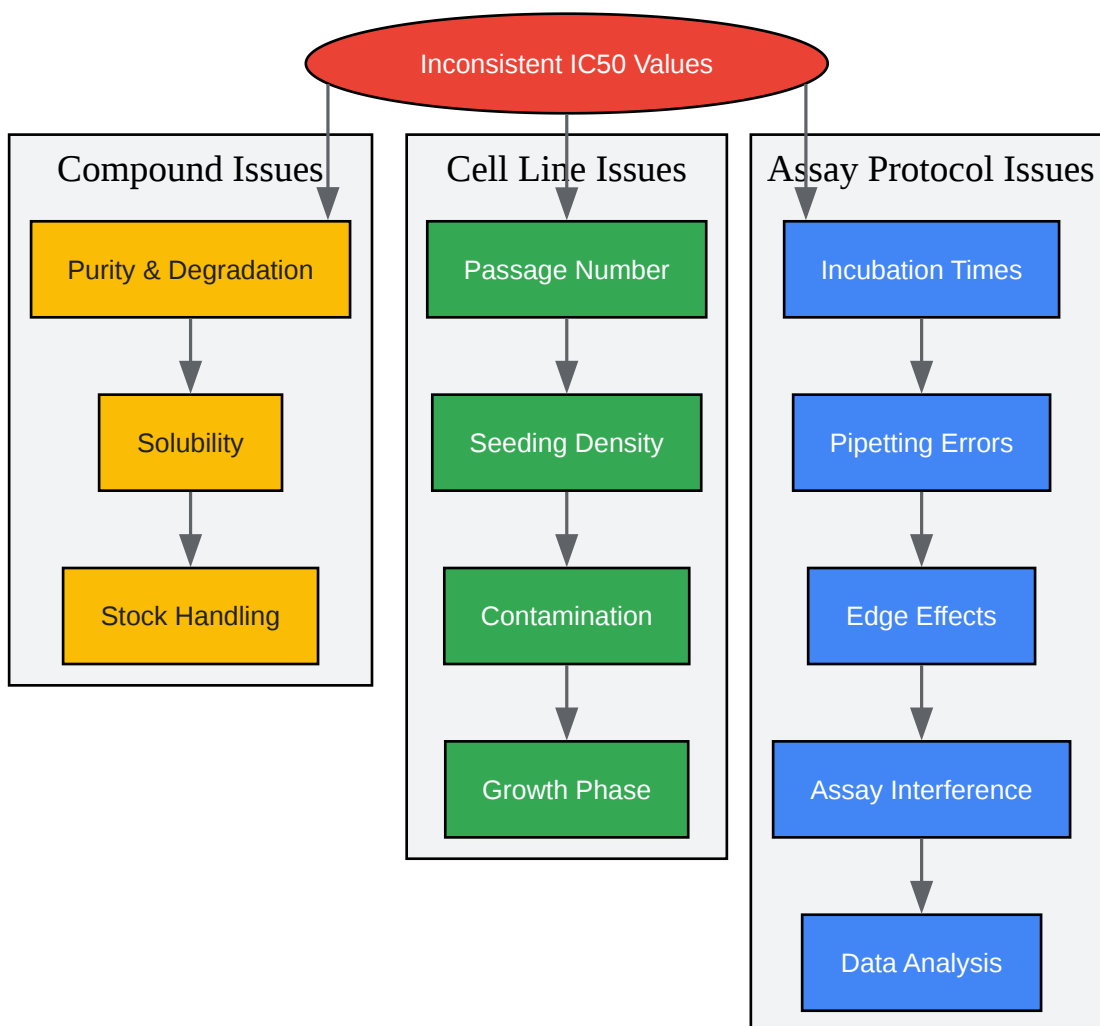 Inconsistent IC50 Values
Compound Issues
Purity & Degradation
Solubility
Stock Handling
Cell Line Issues
Passage Number
Seeding Density
Contamination
Growth Phase
Assay Protocol Issues
Incubation Times
Pipetting Errors
Edge Effects
Assay Interference
Data Analysis